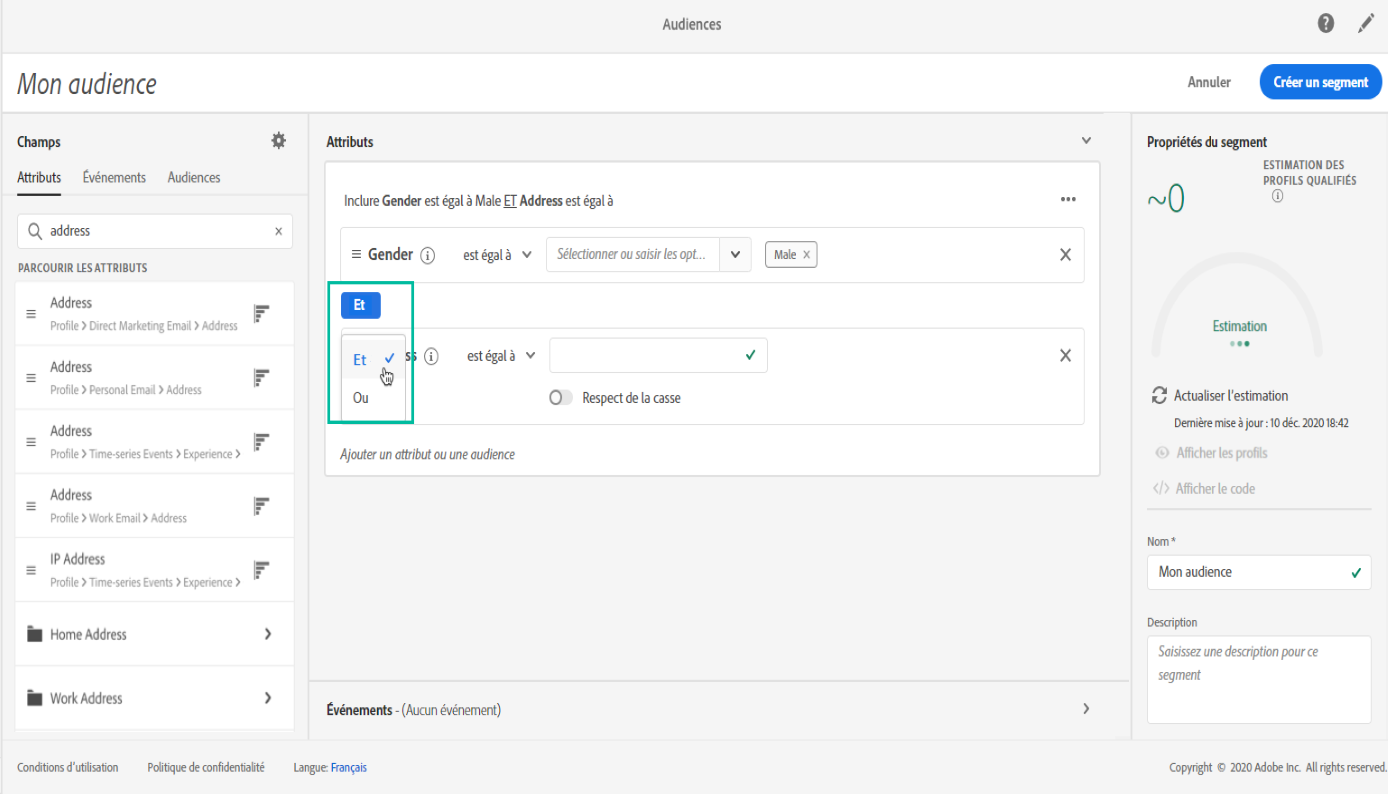 Audiences
Mon audience
Annuler
Créer un segment
Champs
Attributs
Événements
Audiences
address
PARCOURIR LES ATTRIBUTS
Address
Profile > Direct Marketing Email > Address
Address
Profile > Personal Email > Address
Address
Profile > Time-series Events > Experience >
Address
Profile > Work Email > Address
IP Address
Profile > Time-series Events > Experience >
Home Address
Work Address
Attributs
Inclure Gender est égal à Male ET Address est égal à
Gender
est égal à
Sélectionner ou saisir les opt...
Male
Et
Et
ss
est égal à
Ou
Respect de la casse
Ajouter un attribut ou une audience
Événements - (Aucun événement)
Propriétés du segment
~0
ESTIMATION DES
PROFILS QUALIFIÉS
Estimation
Actualiser l'estimation
Dernière mise à jour : 10 déc. 2020 18:42
Afficher les profils
</> Afficher le code
Nom *
Mon audience
Description
Saisissez une description pour ce
segment
Conditions d'utilisation
Politique de confidentialité
Langue: Français
Copyright © 2020 Adobe Inc. All rights reserved.